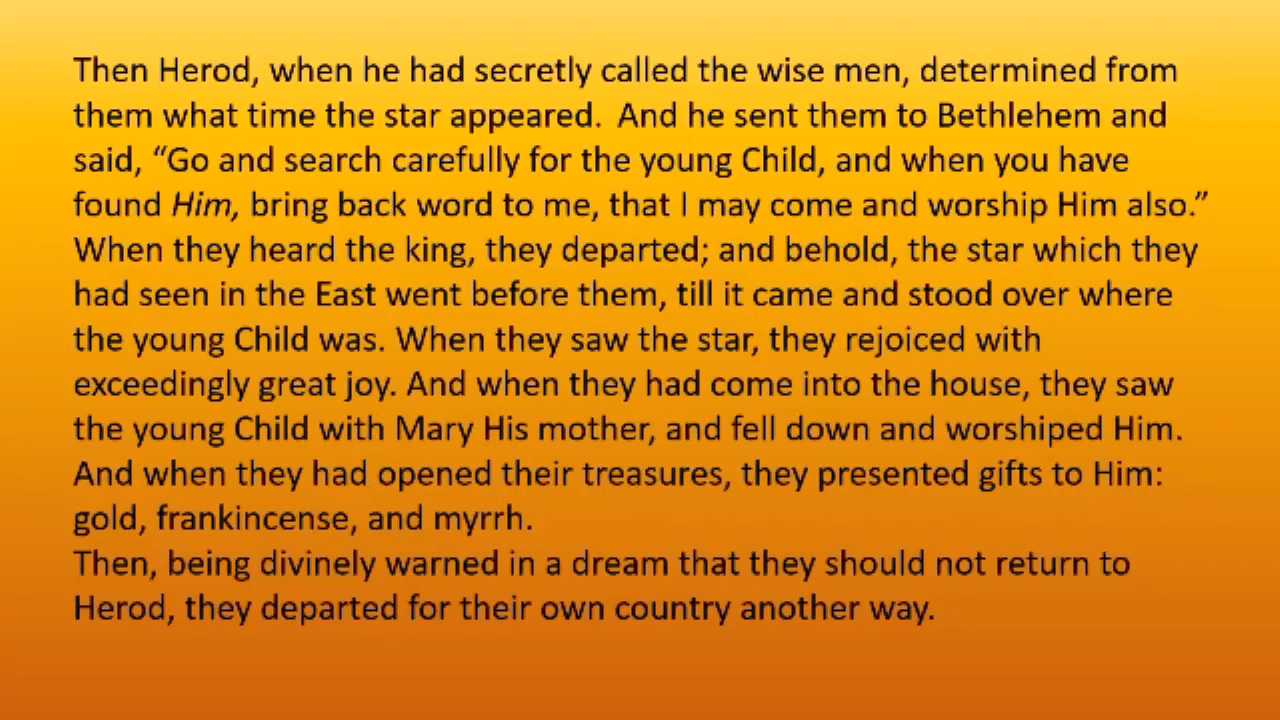 Then Herod, when he had secretly called the wise men, determined from
them what time the star appeared.  And he sent them to Bethlehem and
said, “Go and search carefully for the young Child, and when you have
found Him, bring back word to me, that I may come and worship Him also.”
When they heard the king, they departed; and behold, the star which they
had seen in the East went before them, till it came and stood over where
the young Child was. When they saw the star, they rejoiced with
exceedingly great joy. And when they had come into the house, they saw
the young Child with Mary His mother, and fell down and worshiped Him.
And when they had opened their treasures, they presented gifts to Him:
gold, frankincense, and myrrh.
Then, being divinely warned in a dream that they should not return to
Herod, they departed for their own country another way.